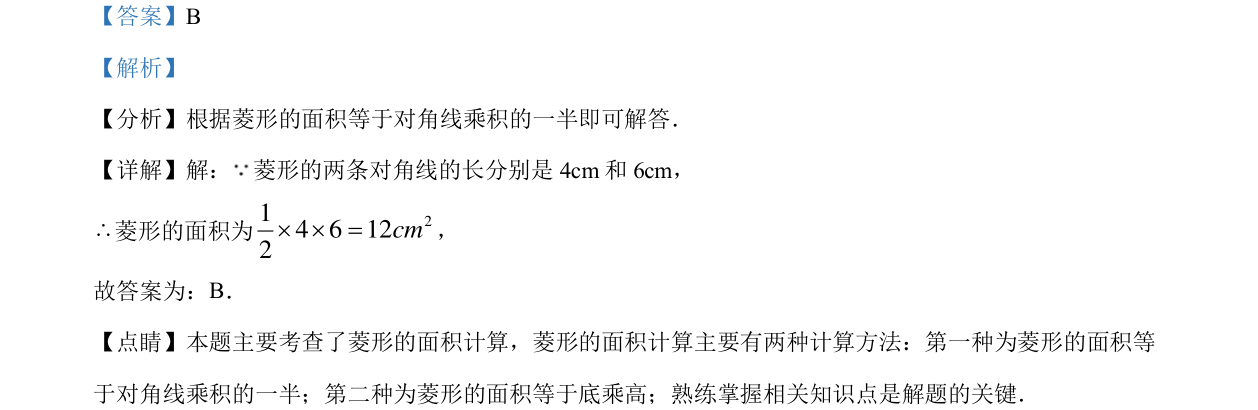 【答案】B
【解析】
【分析】根据菱形的面积等于对角线乘积的一半即可解答．
【详解】解：∵菱形的两条对角线的长分别是 4cm 和 6cm，
∴菱形的面积为 1/2×4×6=12cm²，
故答案为：B．
【点睛】本题主要考查了菱形的面积计算，菱形的面积计算主要有两种计算方法：第一种为菱形的面积等
于对角线乘积的一半；第二种为菱形的面积等于底乘高；熟练掌握相关知识点是解题的关键．